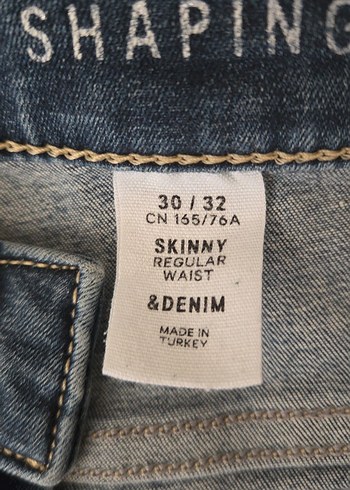 SHAPING
30 / 32
CN 165/76A
SKINNY
REGULAR
WAIST
&DENIM
MADE IN
TURKEY